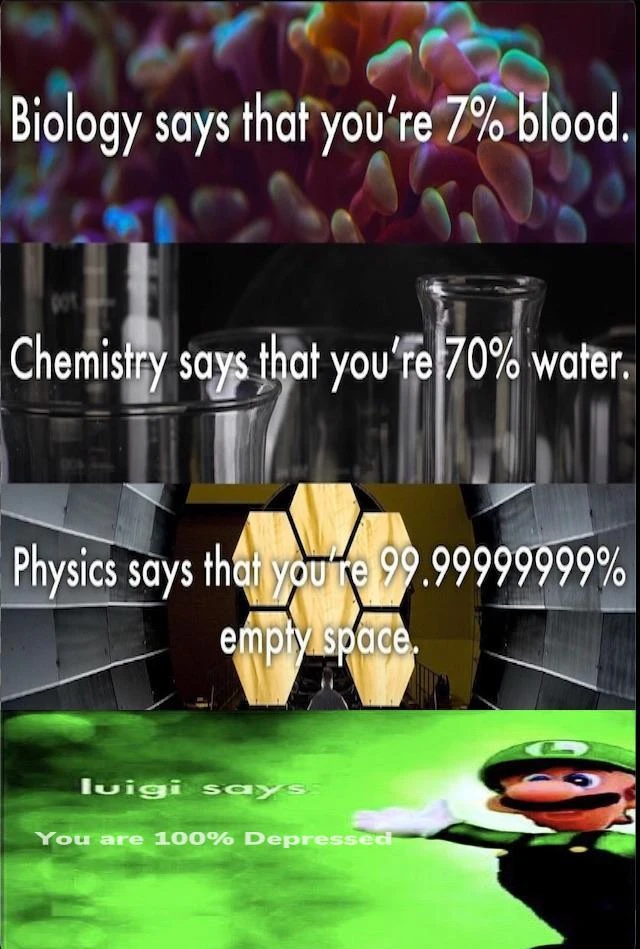 Biology says that you're 7% blood.
Chemistry says that you're 70% water.
Physics says that you're 99.99999999%
empty space.
luigi says:
You are 100% Depressed
L